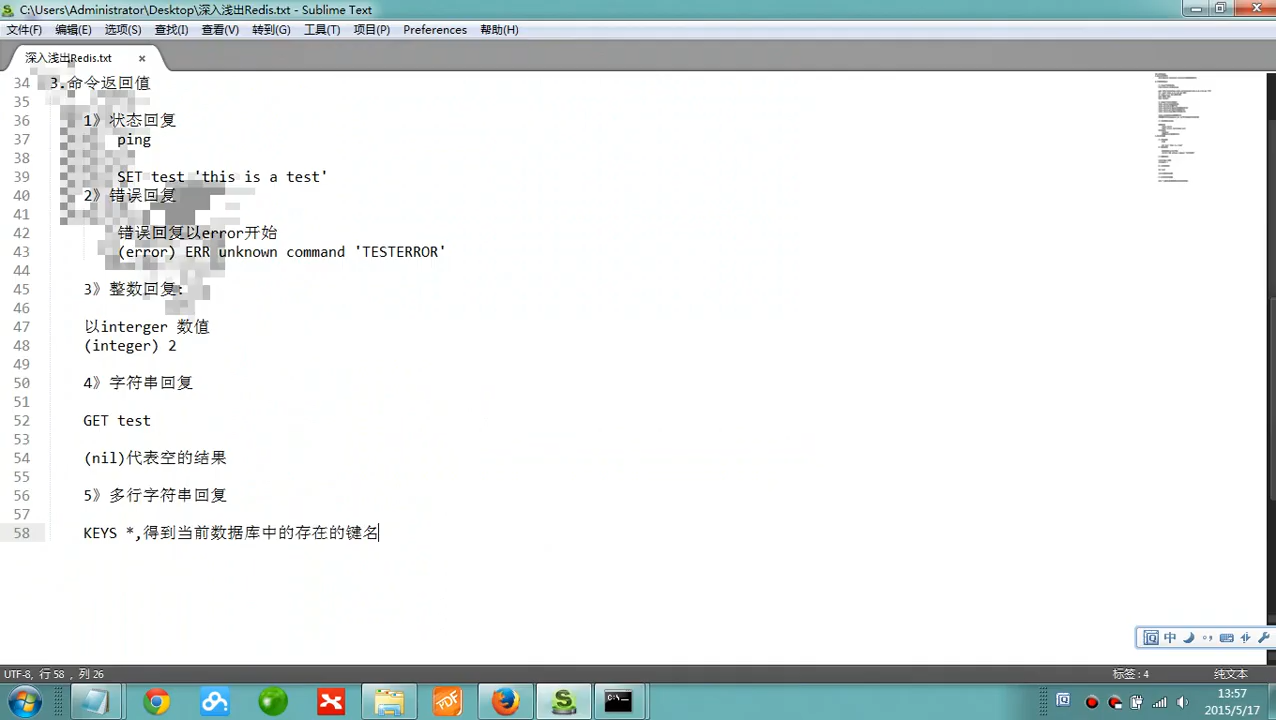 C:\Users\Administrator\Desktop\深入浅出Redis.txt - Sublime Text
文件(F) 编辑(E) 选项(S) 查找(I) 查看(V) 转到(G) 工具(T) 项目(P) Preferences 帮助(H)
深入浅出Redis.txt ×
34 3.命令返回值
35
36 1》状态回复
37 ping
38
39 SET test 'this is a test'
40 2》错误回复
41
42 错误回复以error开始
43 (error) ERR unknown command 'TESTERROR'
44
45 3》整数回复:
46
47 以interger 数值
48 (integer) 2
49
50 4》字符串回复
51
52 GET test
53
54 (nil)代表空的结果
55
56 5》多行字符串回复
57
58 KEYS *,得到当前数据库中的存在的键名
中
UTF-8, 行 58 , 列 26 标签: 4 纯文本
13:57
2015/5/17